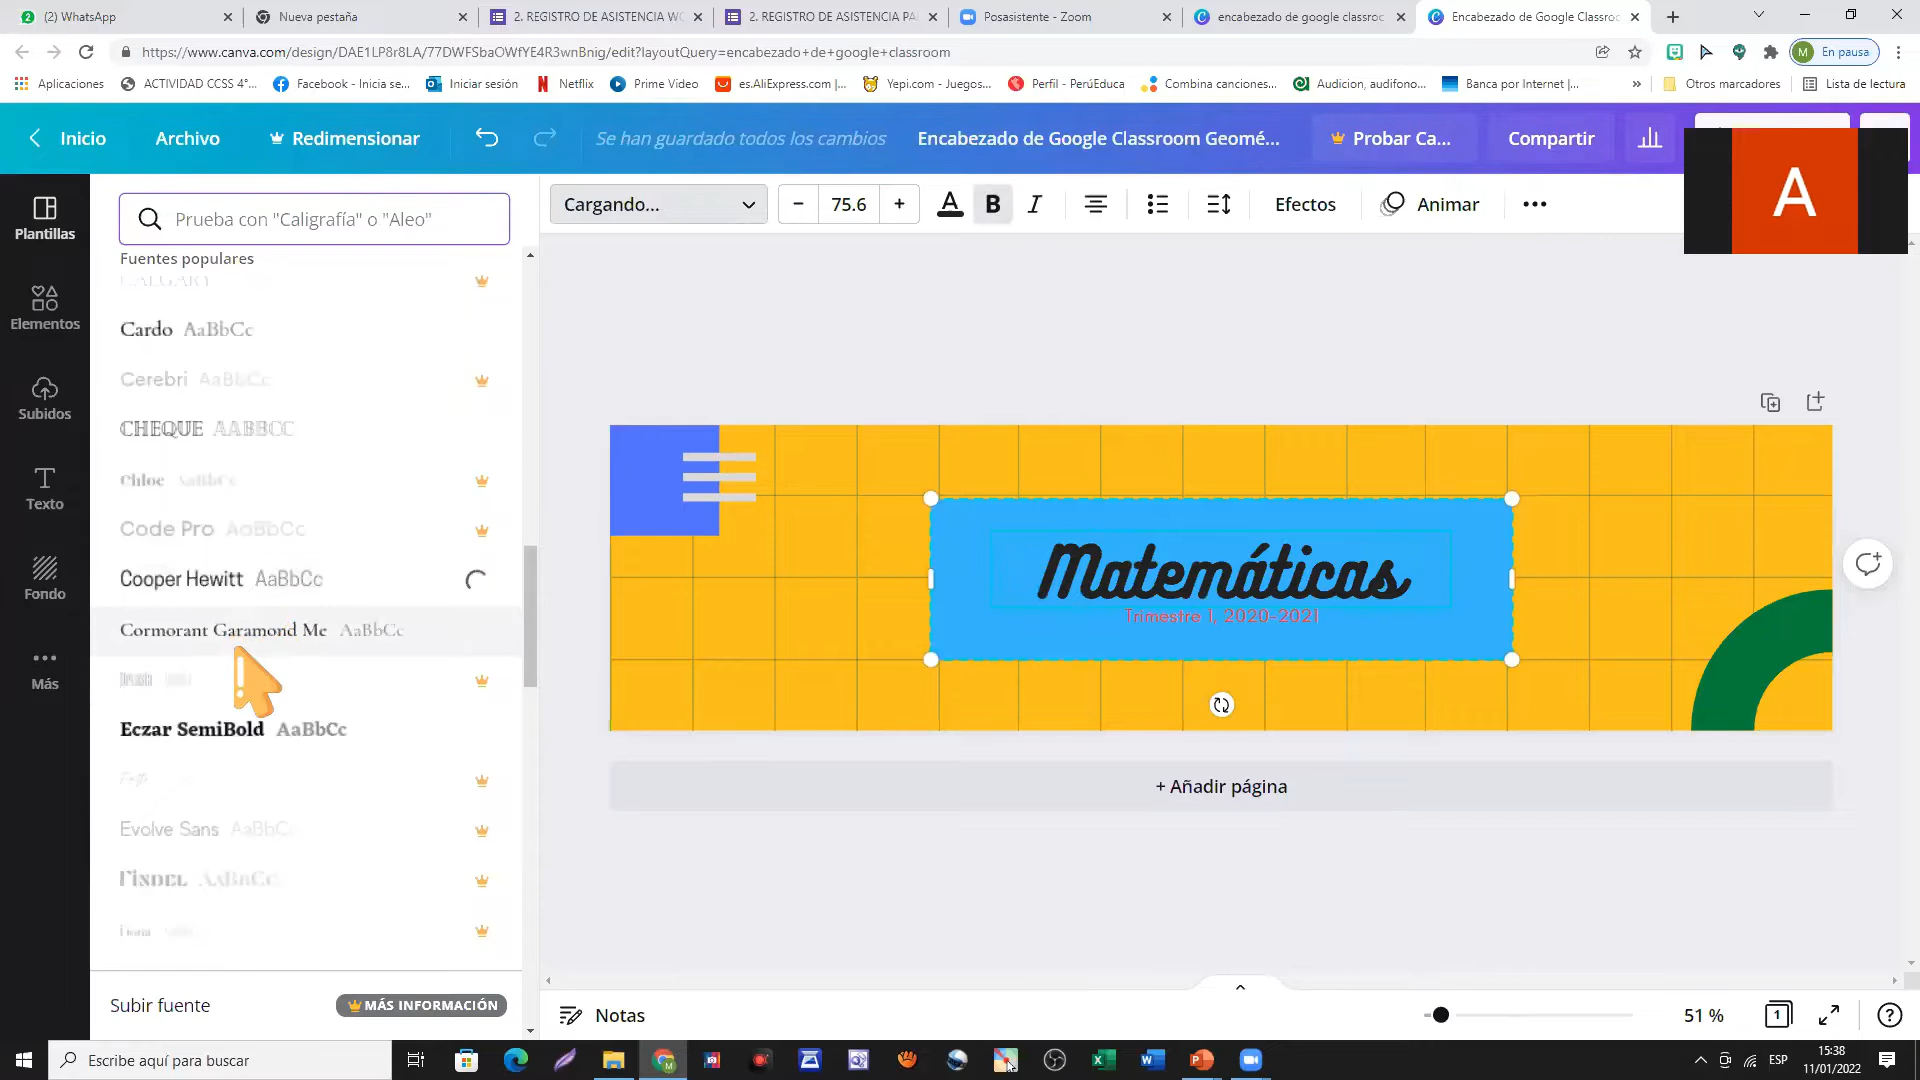 (2) WhatsApp
Nueva pestaña
2. REGISTRO DE ASISTENCIA WO
2. REGISTRO DE ASISTENCIA PA
Posasistente - Zoom
encabezado de google classroo
Encabezado de Google Classroo
https://www.canva.com/design/DAE1LP8r8LA/77DWFSbaOWfYE4R3wnBnig/edit?layoutQuery=encabezado+de+google+classroom
M En pausa
Aplicaciones
ACTIVIDAD CCSS 4°...
Facebook - Inicia se...
Iniciar sesión
Netflix
Prime Video
es.AliExpress.com |...
Yepi.com - Juegos...
Perfil - PerúEduca
Combina canciones...
Audicion, audifono...
Banca por Internet |...
Otros marcadores
Lista de lectura
Inicio
Archivo
Redimensionar
Se han guardado todos los cambios
Encabezado de Google Classroom Geomé...
Probar Ca...
Compartir
A
Plantillas
Elementos
Subidos
Texto
Fondo
Más
Prueba con "Caligrafía" o "Aleo"
Cargando...
75.6
A B I
Efectos
Animar
Fuentes populares
CALGARY
Cardo AaBbCc
Cerebri AaBbCc
CHEQUE AABBCC
Chloe AaBbCc
Code Pro AaBbCc
Cooper Hewitt AaBbCc
Cormorant Garamond Me AaBbCc
Eczar SemiBold AaBbCc
Evolve Sans AaBbCc
Subir fuente
MÁS INFORMACIÓN
Matemáticas
Trimestre 1, 2020-2021
+ Añadir página
Notas
51 %
1
Escribe aquí para buscar
ESP
15:38
11/01/2022